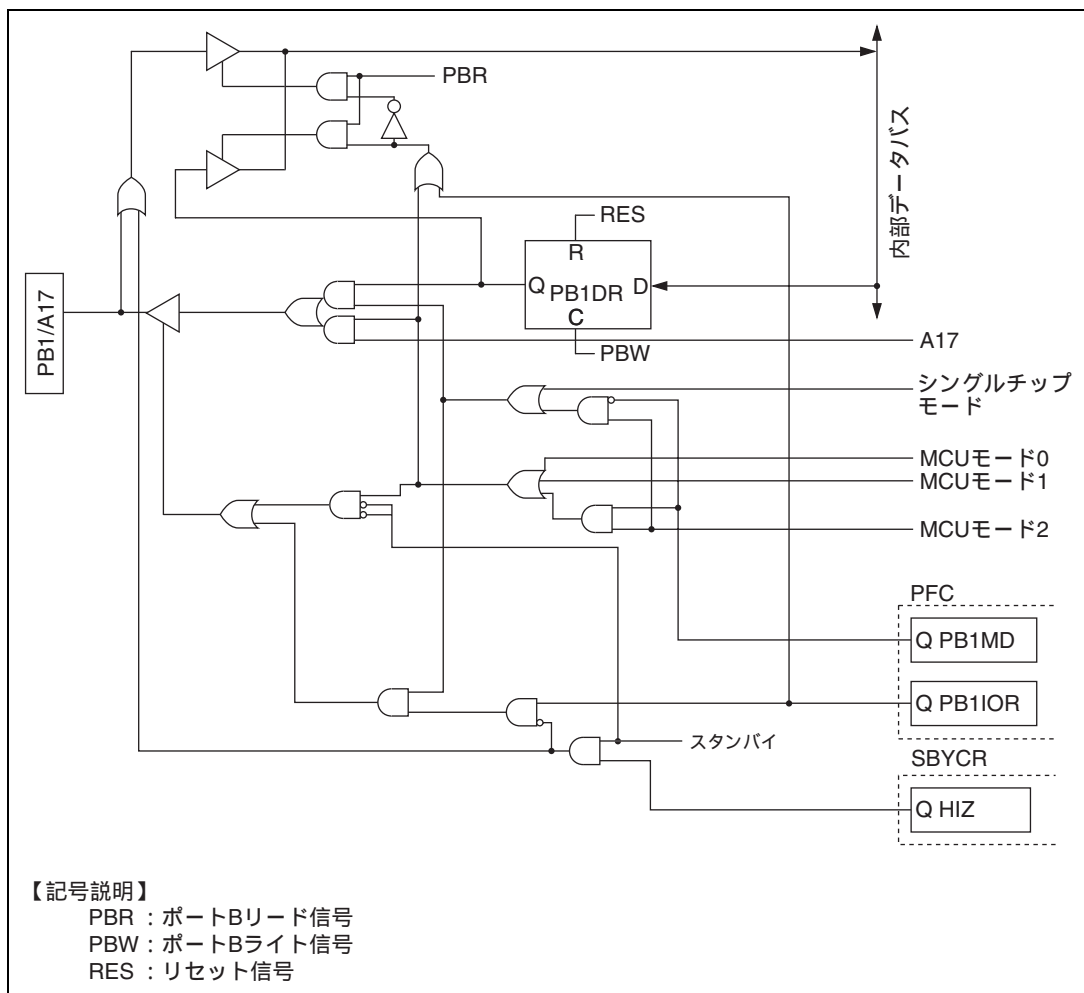 PBR
内部データバス
RES
R
Q
PB1DR
D
C
PB1/A17
PBW
A17
シングルチップ
モード
MCUモード0
MCUモード1
MCUモード2
PFC
Q PB1MD
Q PB1IOR
スタンバイ
SBYCR
Q HIZ
【記号説明】
PBR：ポートBリード信号
PBW：ポートBライト信号
RES：リセット信号